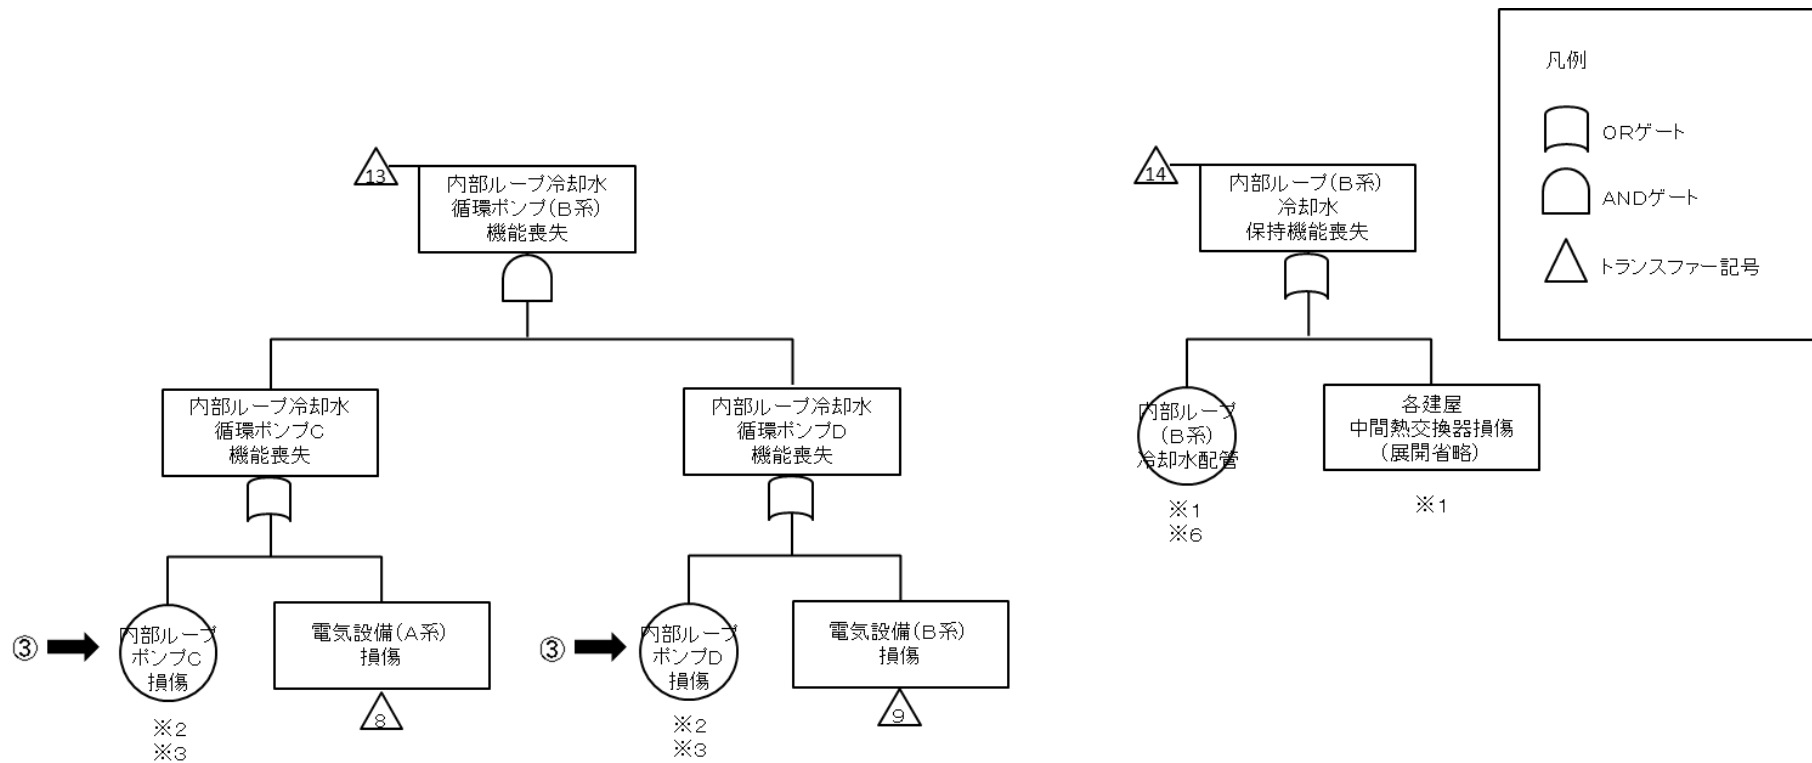 凡例
ORゲート
ANDゲート
トランスファー記号
13
内部ループ冷却水
循環ポンプ(B系)
機能喪失
内部ループ冷却水
循環ポンプC
機能喪失
内部ループ冷却水
循環ポンプD
機能喪失
③
内部ループ
ポンプC
損傷
※2
※3
電気設備(A系)
損傷
8
③
内部ループ
ポンプD
損傷
※2
※3
電気設備(B系)
損傷
9
14
内部ループ(B系)
冷却水
保持機能喪失
内部ループ
(B系)
冷却水配管
※1
※6
各建屋
中間熱交換器損傷
(展開省略)
※1